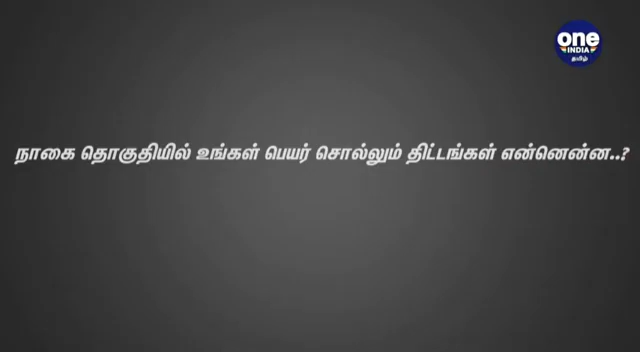 one
INDIA
தமிழ்
நாகை தொகுதியில் உங்கள் பெயர் சொல்லும் திட்டங்கள் என்னென்ன..?